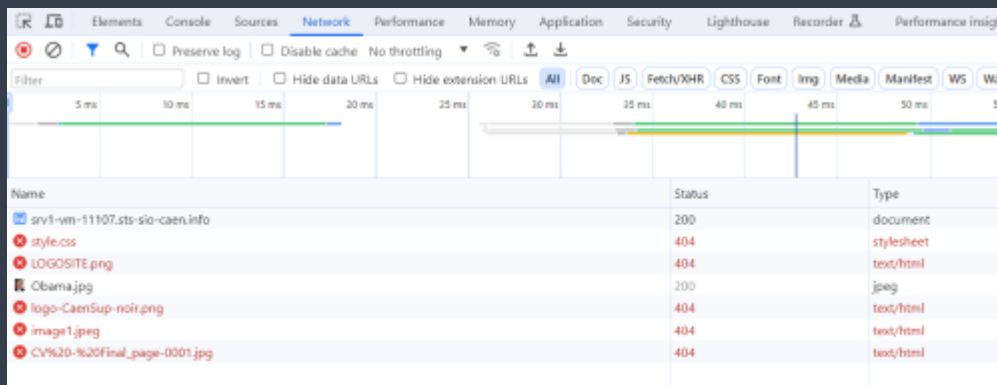 Elements Console Sources Network Performance Memory Application Security Lighthouse Recorder Performance insig
Preserve log Disable cache No throttling
Filter Invert Hide data URLs Hide extension URLs All Doc JS Fetch/XHR CSS Font Img Media Manifest WS Wa
5 ms 10 ms 15 ms 20 ms 25 ms 30 ms 35 ms 40 ms 45 ms 50 ms 5
Name Status Type
srv1-vm-11107.sts-sio-caen.info 200 document
style.css 404 stylesheet
LOGOSITE.png 404 text/html
Obama.jpg 200 jpeg
logo-CaenSup-noir.png 404 text/html
image1.jpeg 404 text/html
CV%20-%20Final_page-0001.jpg 404 text/html